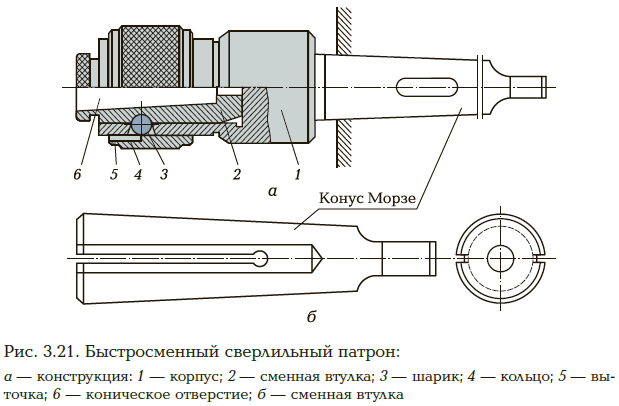 6 5 4 3 2 1
а
Конус Морзе
б
Рис. 3.21. Быстросменный сверлильный патрон:
а — конструкция: 1 — корпус; 2 — сменная втулка; 3 — шарик; 4 — кольцо; 5 — вы-
точка; 6 — коническое отверстие; б — сменная втулка